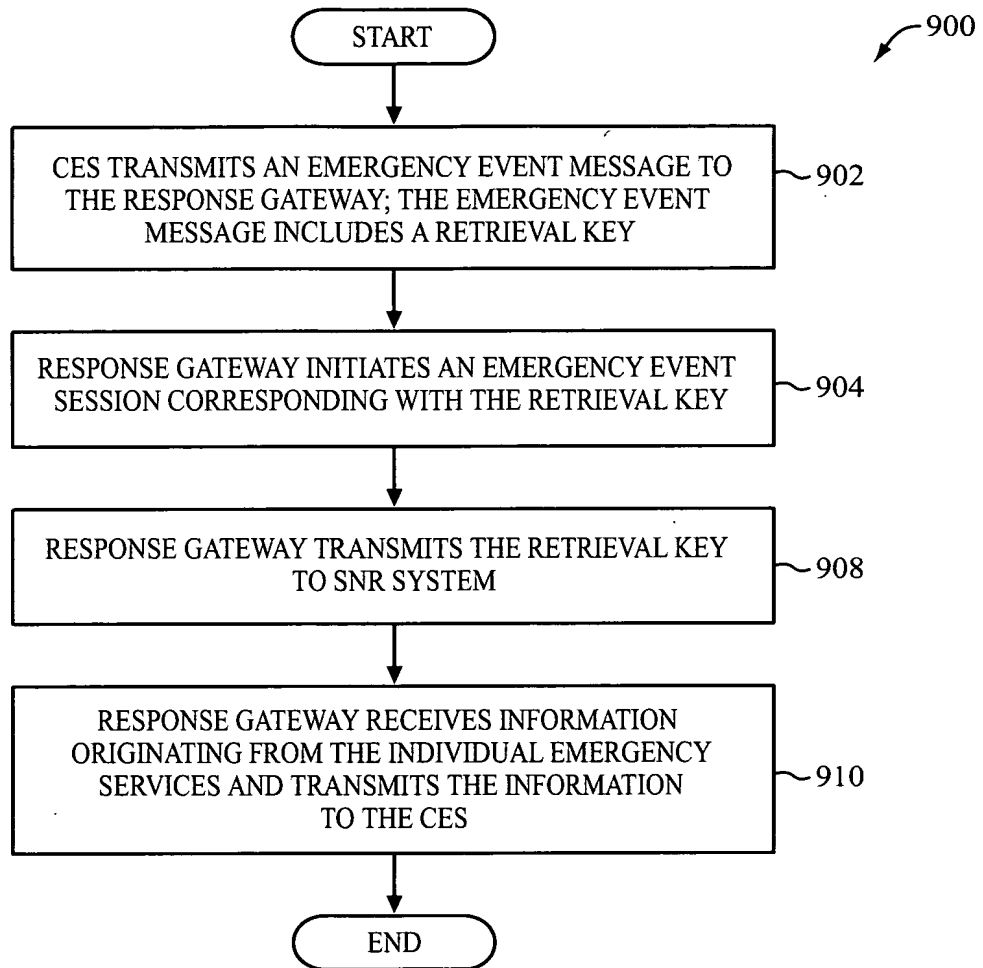 START
900
CES TRANSMITS AN EMERGENCY EVENT MESSAGE TO
THE RESPONSE GATEWAY; THE EMERGENCY EVENT
MESSAGE INCLUDES A RETRIEVAL KEY
902
RESPONSE GATEWAY INITIATES AN EMERGENCY EVENT
SESSION CORRESPONDING WITH THE RETRIEVAL KEY
904
RESPONSE GATEWAY TRANSMITS THE RETRIEVAL KEY
TO SNR SYSTEM
908
RESPONSE GATEWAY RECEIVES INFORMATION
ORIGINATING FROM THE INDIVIDUAL EMERGENCY
SERVICES AND TRANSMITS THE INFORMATION
TO THE CES
910
END